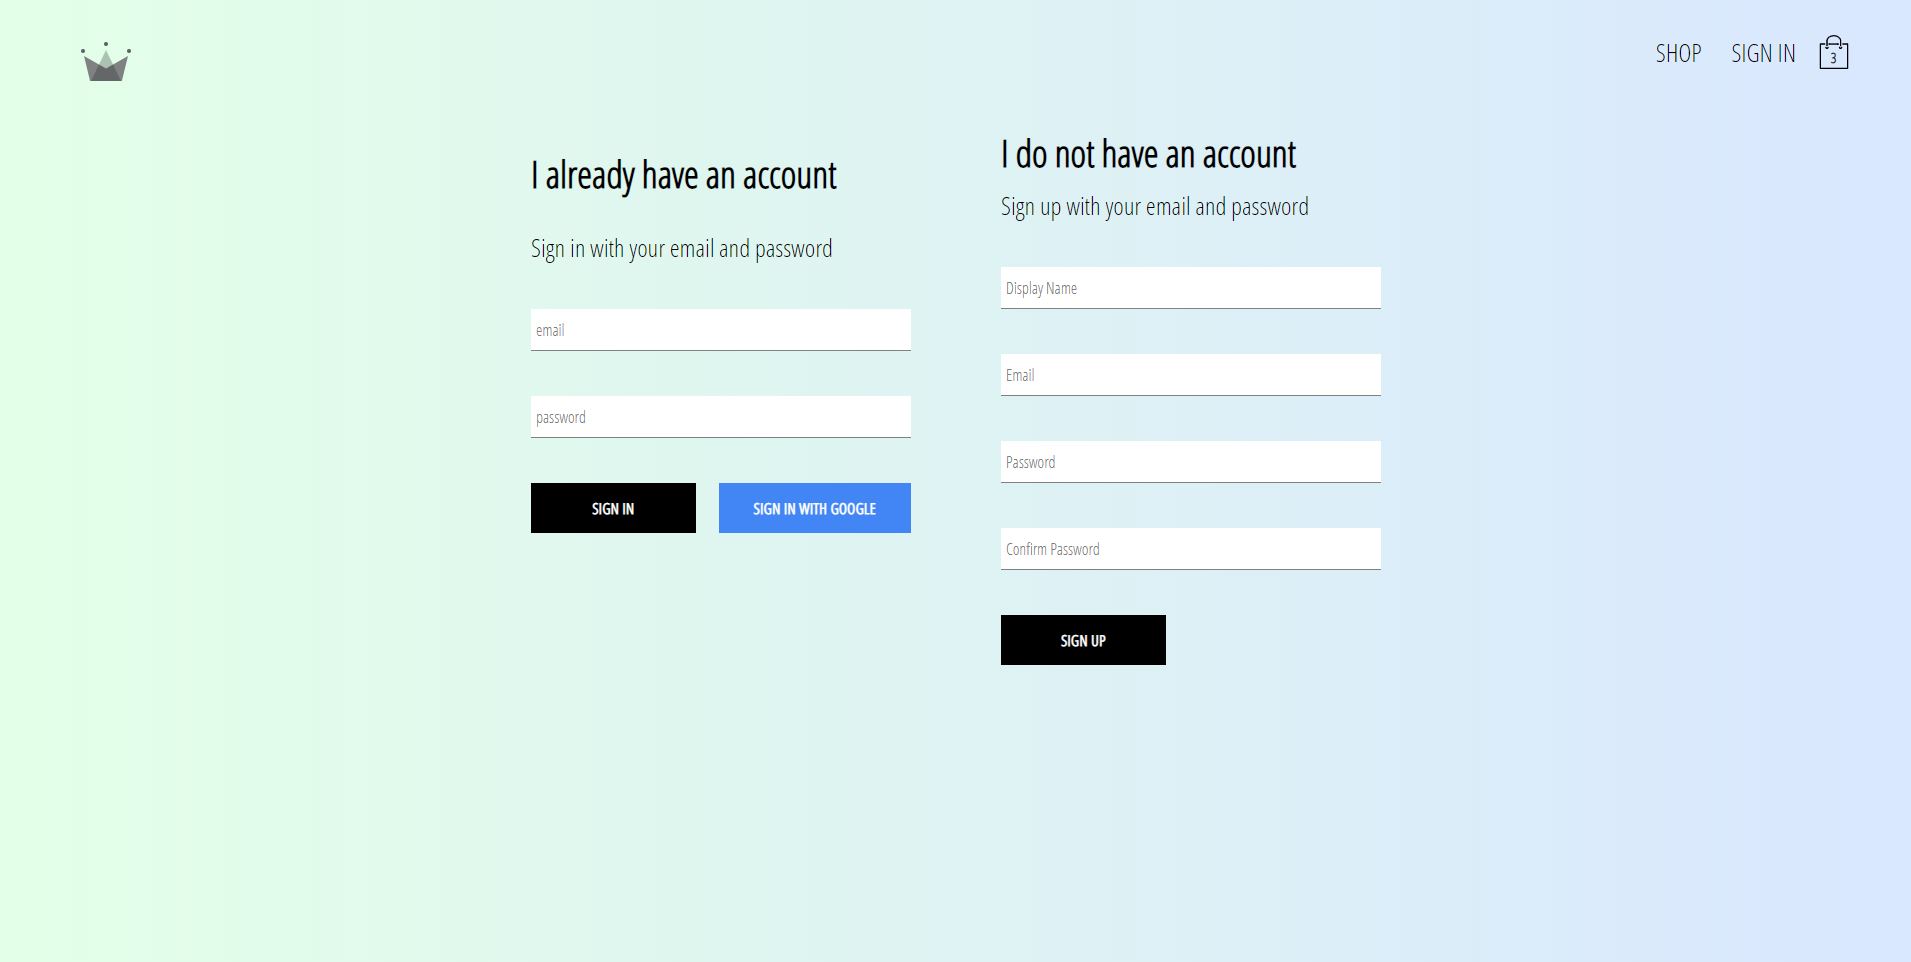 SHOP
SIGN IN
3
I already have an account
Sign in with your email and password
email
password
SIGN IN
SIGN IN WITH GOOGLE
I do not have an account
Sign up with your email and password
Display Name
Email
Password
Confirm Password
SIGN UP